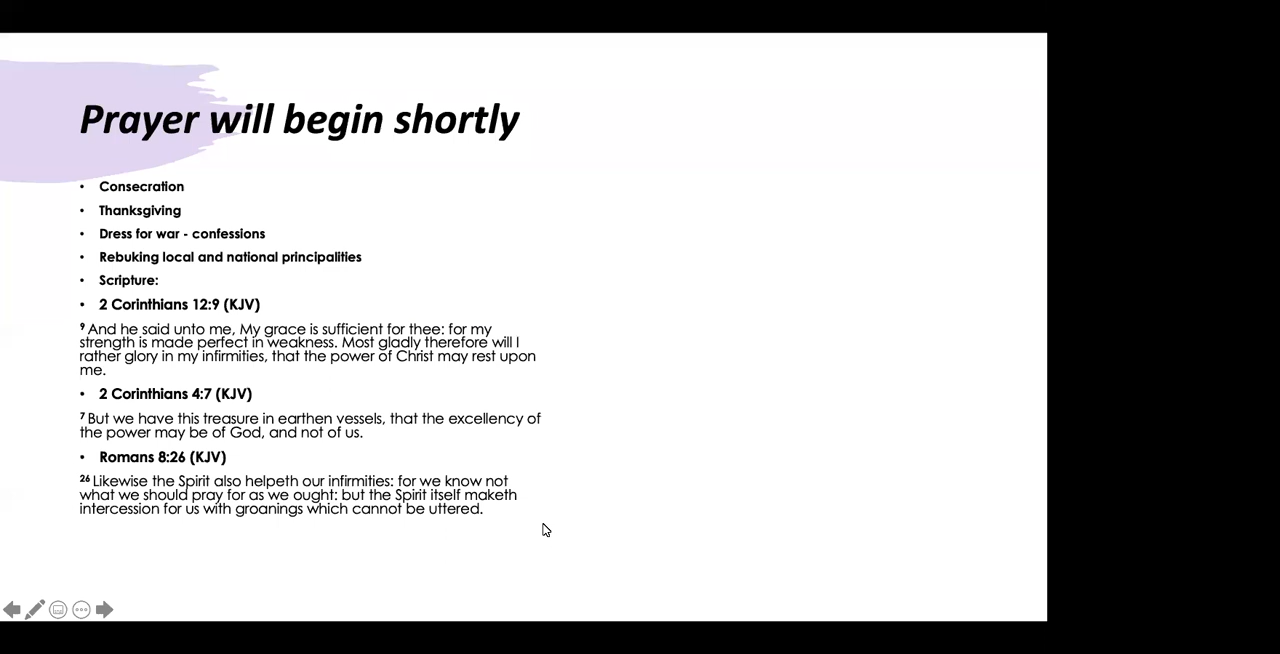 Prayer will begin shortly
• Consecration
• Thanksgiving
• Dress for war - confessions
• Rebuking local and national principalities
• Scripture:
• 2 Corinthians 12:9 (KJV)
9 And he said unto me, My grace is sufficient for thee: for my
strength is made perfect in weakness. Most gladly therefore will I
rather glory in my infirmities, that the power of Christ may rest upon
me.
• 2 Corinthians 4:7 (KJV)
7 But we have this treasure in earthen vessels, that the excellency of
the power may be of God, and not of us.
• Romans 8:26 (KJV)
26 Likewise the Spirit also helpeth our infirmities: for we know not
what we should pray for as we ought: but the Spirit itself maketh
intercession for us with groanings which cannot be uttered.